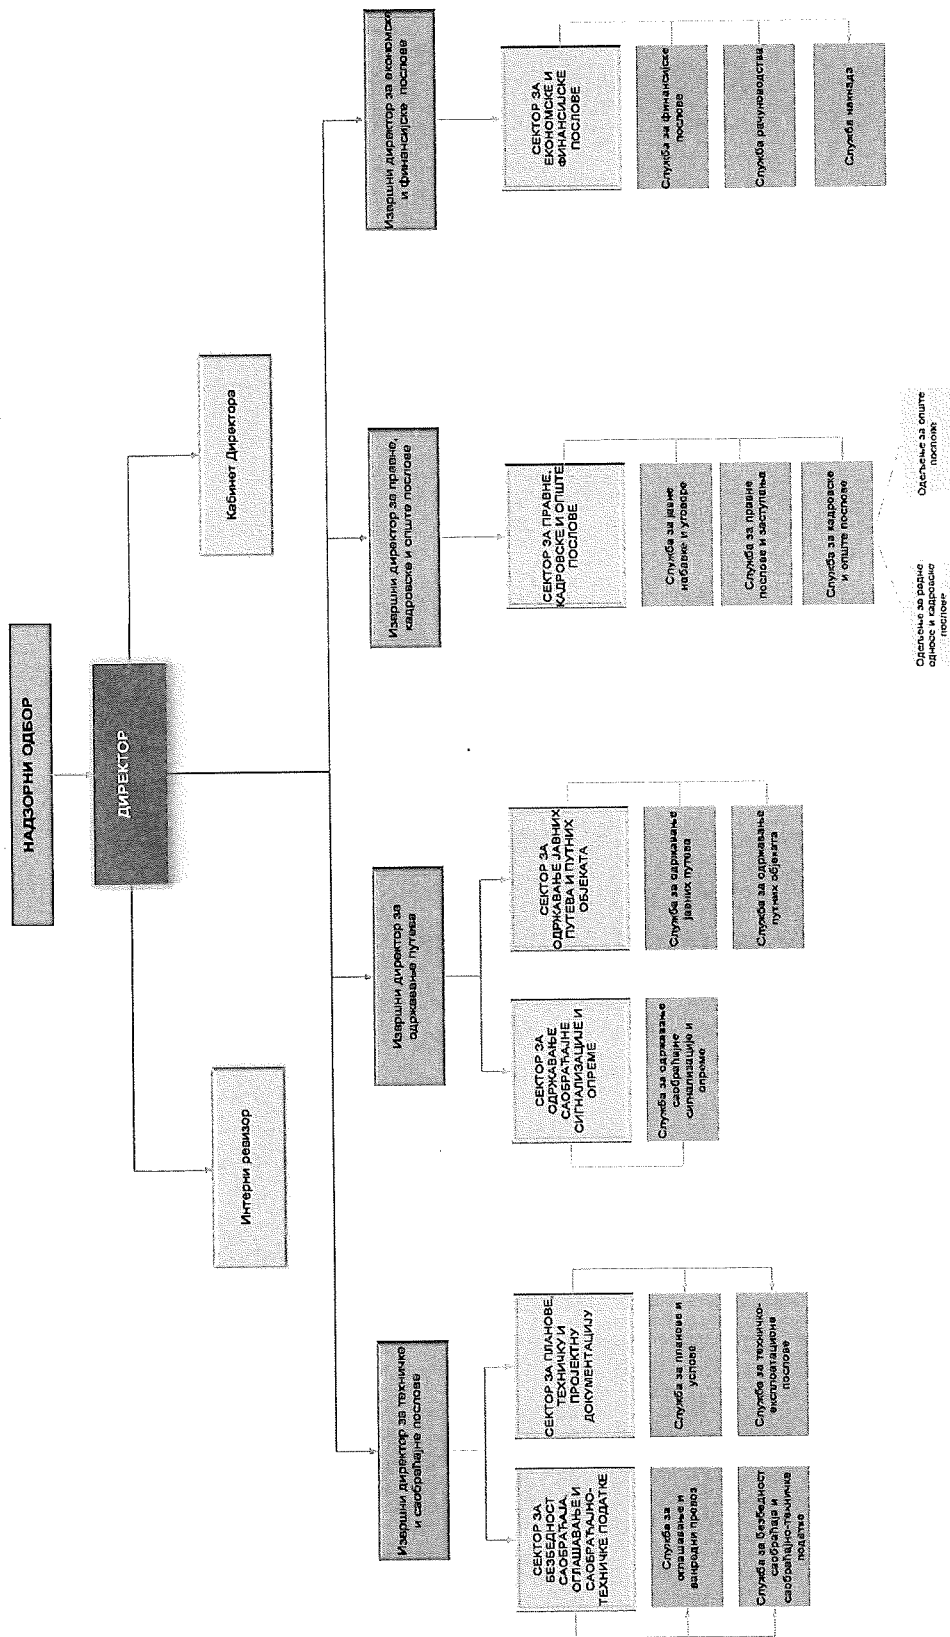 НАДЗОРНИ ОДБОР
ДИРЕКТОР
Интерни ревизор
Кабинет Директора
Извршни директор за техничке
и саобраћајне послове
Извршни директор за
одржавање путева
Извршни директор за правне,
кадровске и опште послове
Извршни директор за економске
и финансијске послове
СЕКТОР ЗА
БЕЗБЕДНОСТ
САОБРАЋАЈА,
ОГЛАШАВАЊЕ И
САОБРАЋАЈНО-
ТЕХНИЧКЕ ПОДАТКЕ
Служба за
оглашавање и
ванредни превоз
Служба за безбедност
саобраћаја и
саобраћајно-техничке
податке
СЕКТОР ЗА ПЛАНОВЕ,
ТЕХНИЧКУ И
ПРОЈЕКТНУ
ДОКУМЕНТАЦИЈУ
Служба за планове и
услове
Служба за техничко-
експлоатационе
послове
СЕКТОР ЗА
ОДРЖАВАЊЕ
САОБРАЋАЈНЕ
СИГНАЛИЗАЦИЈЕ И
ОПРЕМЕ
Служба за одржавање
саобраћајне
сигнализације и
опреме
СЕКТОР ЗА
ОДРЖАВАЊЕ ЈАВНИХ
ПУТЕВА И ПУТНИХ
ОБЈЕКАТА
Служба за одржавање
јавних путева
Служба за одржавање
путних објеката
СЕКТОР ЗА ПРАВНЕ,
КАДРОВСКЕ И ОПШТЕ
ПОСЛОВЕ
Служба за јавне
набавке и уговоре
Служба за правне
послове и заступања
Служба за кадровске
и опште послове
Одељење за радне
односе и кадровске
послове
Одељење за опште
послове
СЕКТОР ЗА
ЕКОНОМСКЕ И
ФИНАНСИЈСКЕ
ПОСЛОВЕ
Служба за финансијске
послове
Служба рачуноводства
Служба накнада